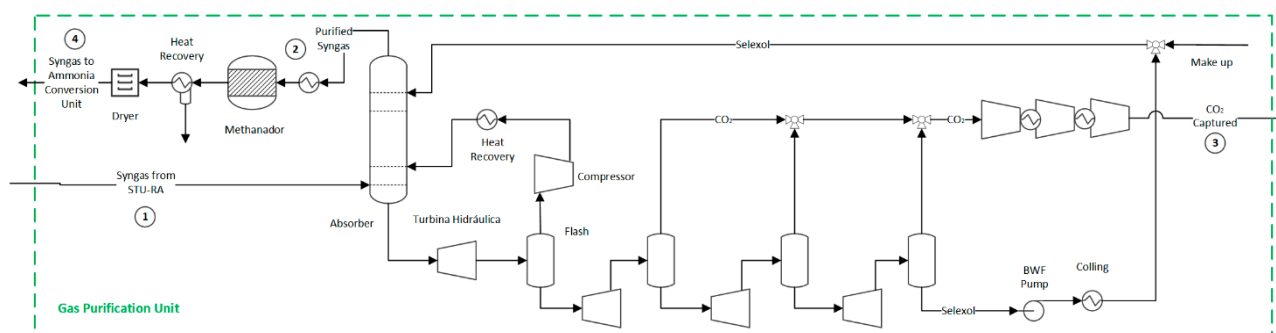 4
Syngas to
Ammonia
Conversion
Unit
Heat
Recovery
2
Purified
Syngas
Dryer
Methanador
Selexol
Make up
CO₂
CO₂
CO₂
Captured
3
Heat
Recovery
Compressor
Syngas from
STU-RA
1
Absorber
Turbina Hidráulica
Flash
BWF
Pump
Colling
Selexol
Gas Purification Unit